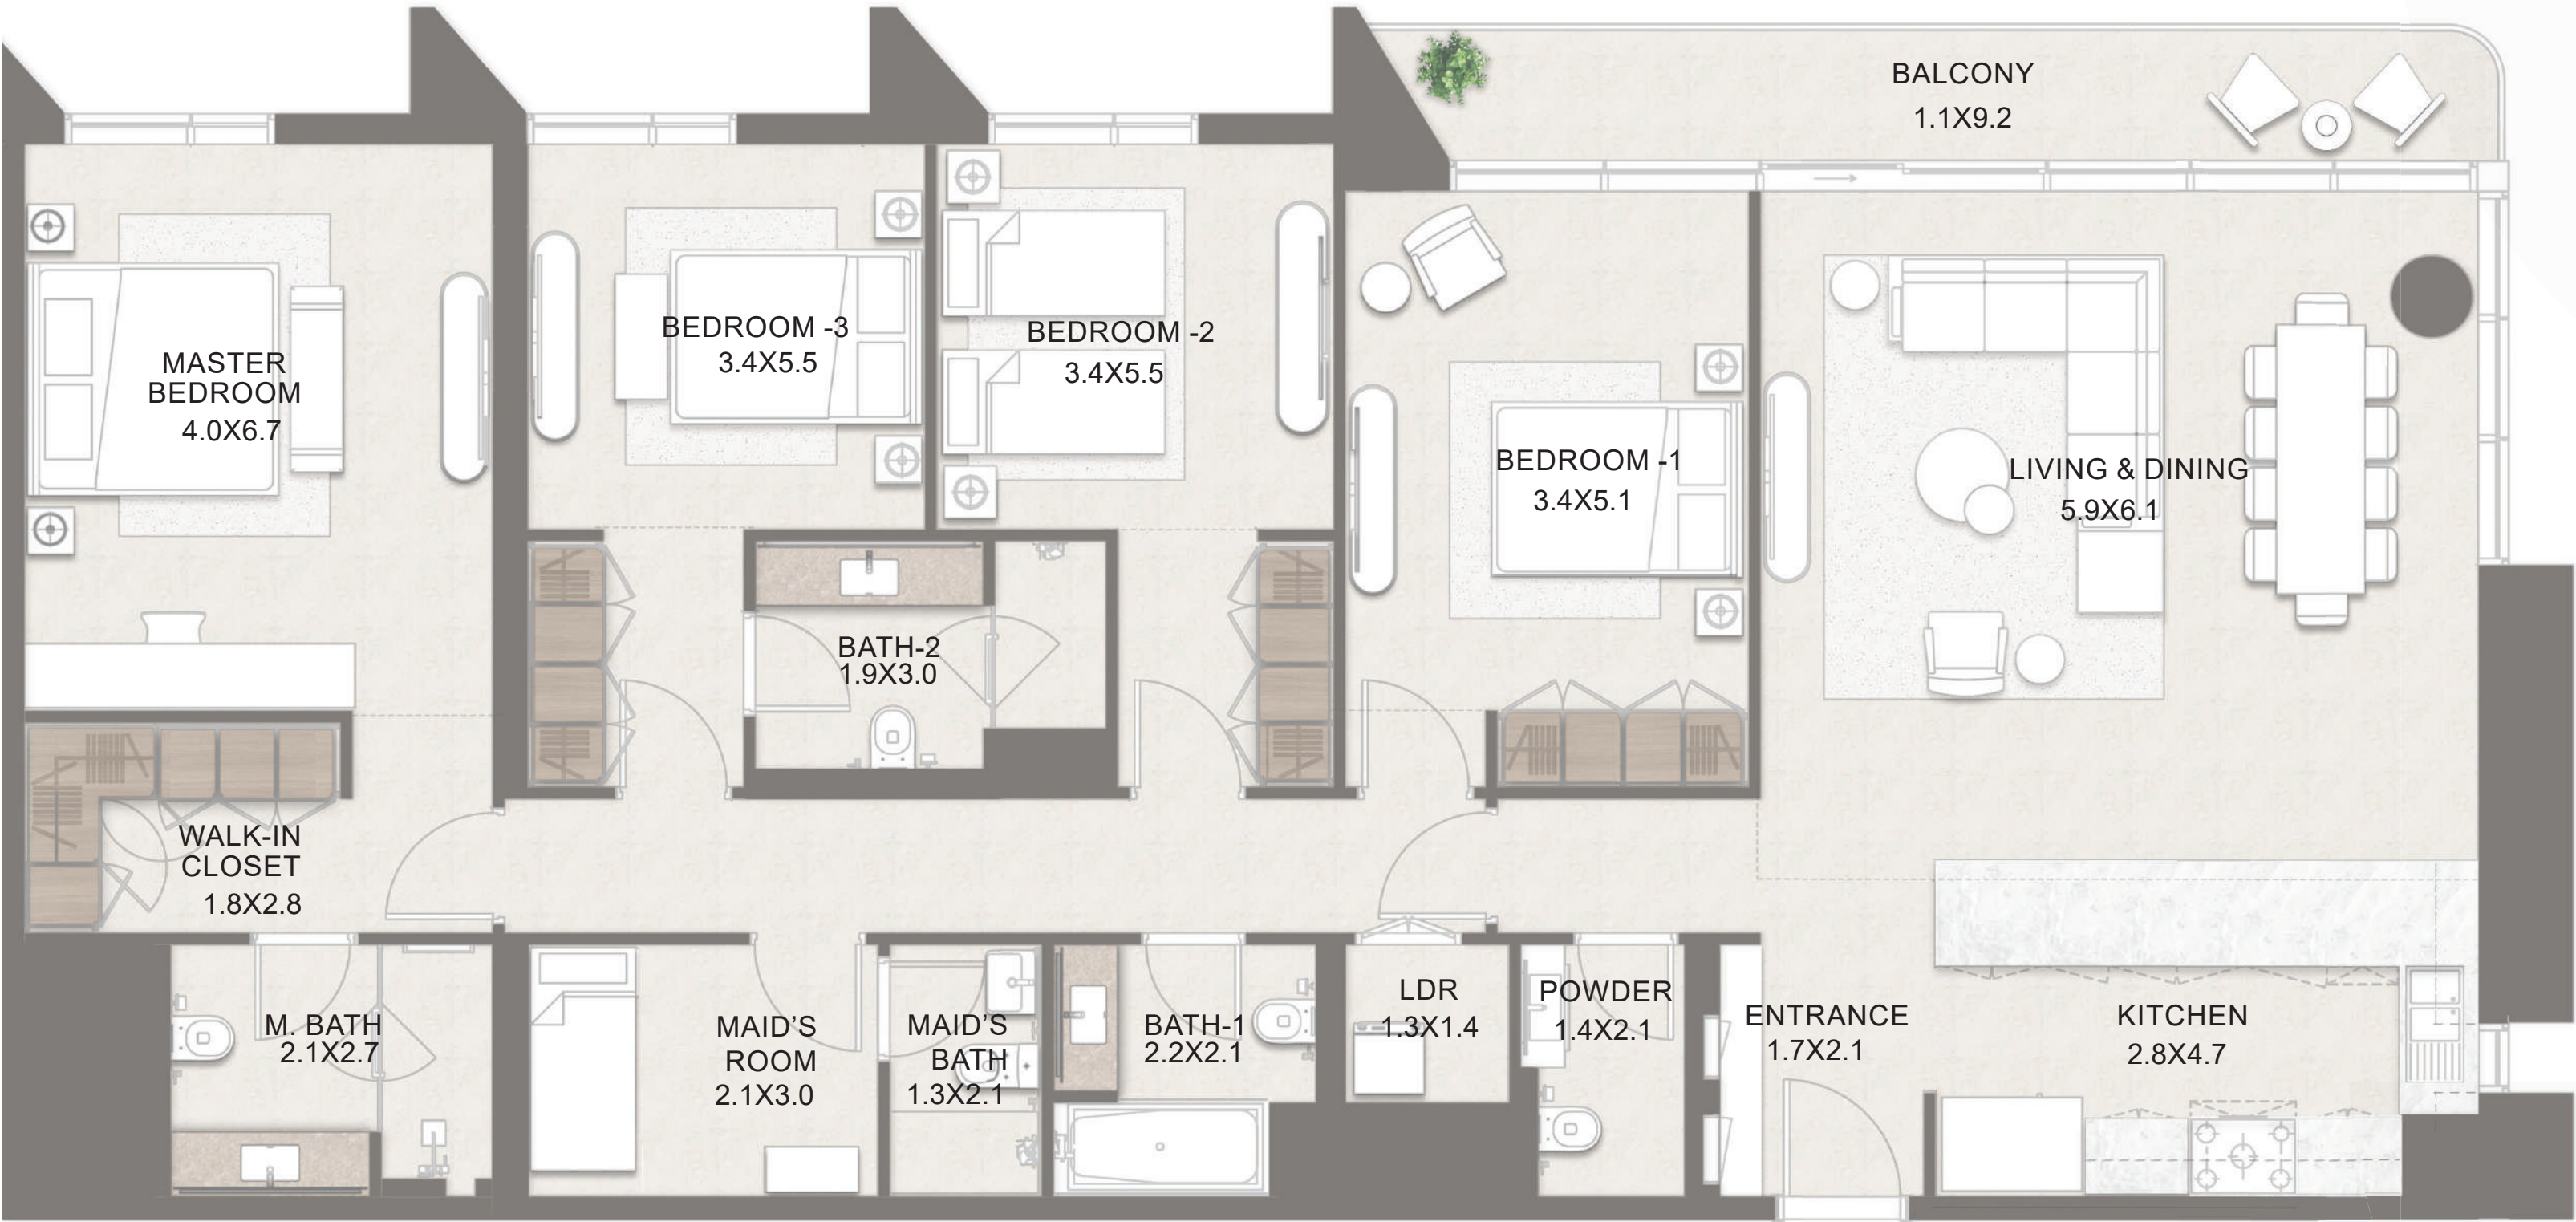 BALCONY
1.1X9.2
MASTER
BEDROOM
4.0X6.7
BEDROOM -3
3.4X5.5
BEDROOM -2
3.4X5.5
BEDROOM -1
3.4X5.1
LIVING & DINING
5.9X6.1
BATH-2
1.9X3.0
WALK-IN
CLOSET
1.8X2.8
M. BATH
2.1X2.7
MAID'S
ROOM
2.1X3.0
MAID'S
BATH
1.3X2.1
BATH-1
2.2X2.1
LDR
1.3X1.4
POWDER
1.4X2.1
ENTRANCE
1.7X2.1
KITCHEN
2.8X4.7